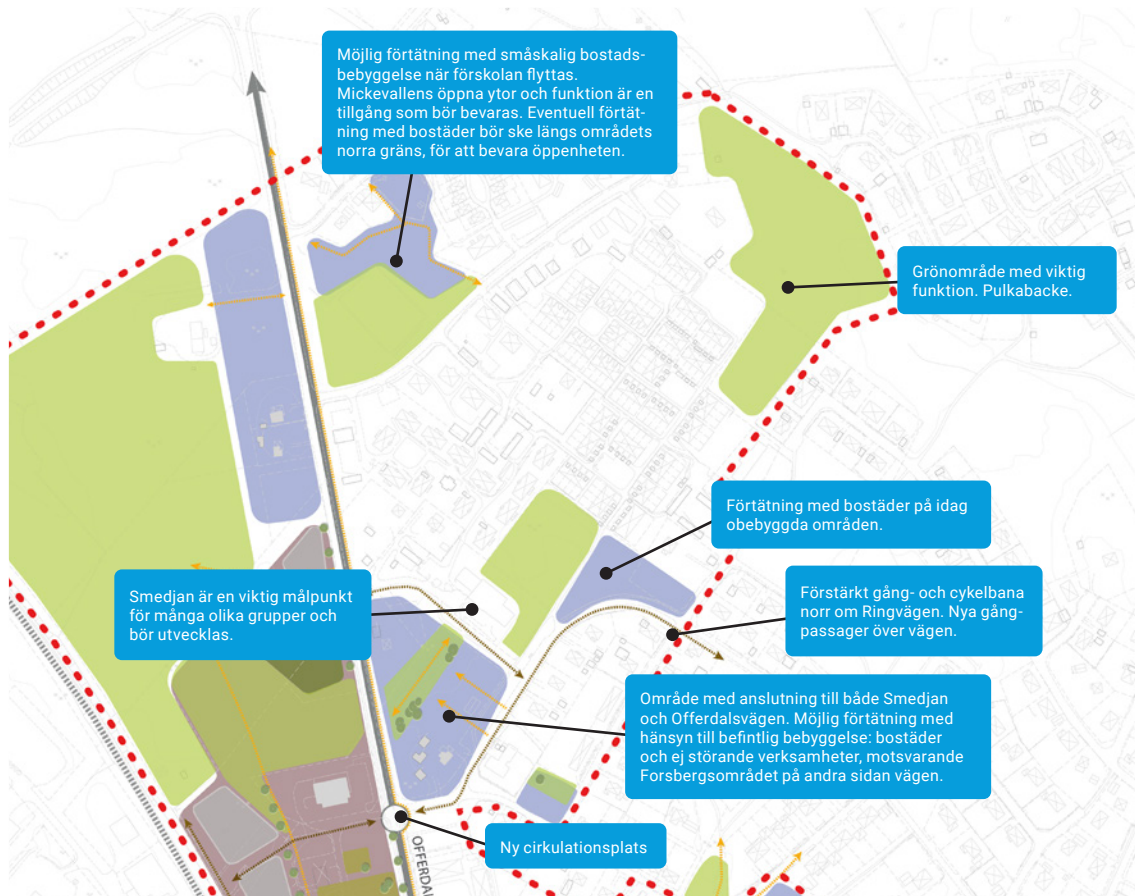 Möjlig förtätning med småskalig bostads-
bebyggelse när förskolan flyttas.
Mickevallens öppna ytor och funktion är en
tillgång som bör bevaras. Eventuell förtät-
ning med bostäder bör ske längs områdets
norra gräns, för att bevara öppenheten.
Grönområde med viktig
funktion. Pulkabacke.
Förtätning med bostäder på idag
obebyggda områden.
Smedjan är en viktig målpunkt
för många olika grupper och
bör utvecklas.
Förstärkt gång- och cykelbana
norr om Ringvägen. Nya gång-
passager över vägen.
Område med anslutning till både Smedjan
och Offerdalsvägen. Möjlig förtätning med
hänsyn till befintlig bebyggelse: bostäder
och ej störande verksamheter, motsvarande
Forsbergsområdet på andra sidan vägen.
Ny cirkulationsplats
OFFERDA